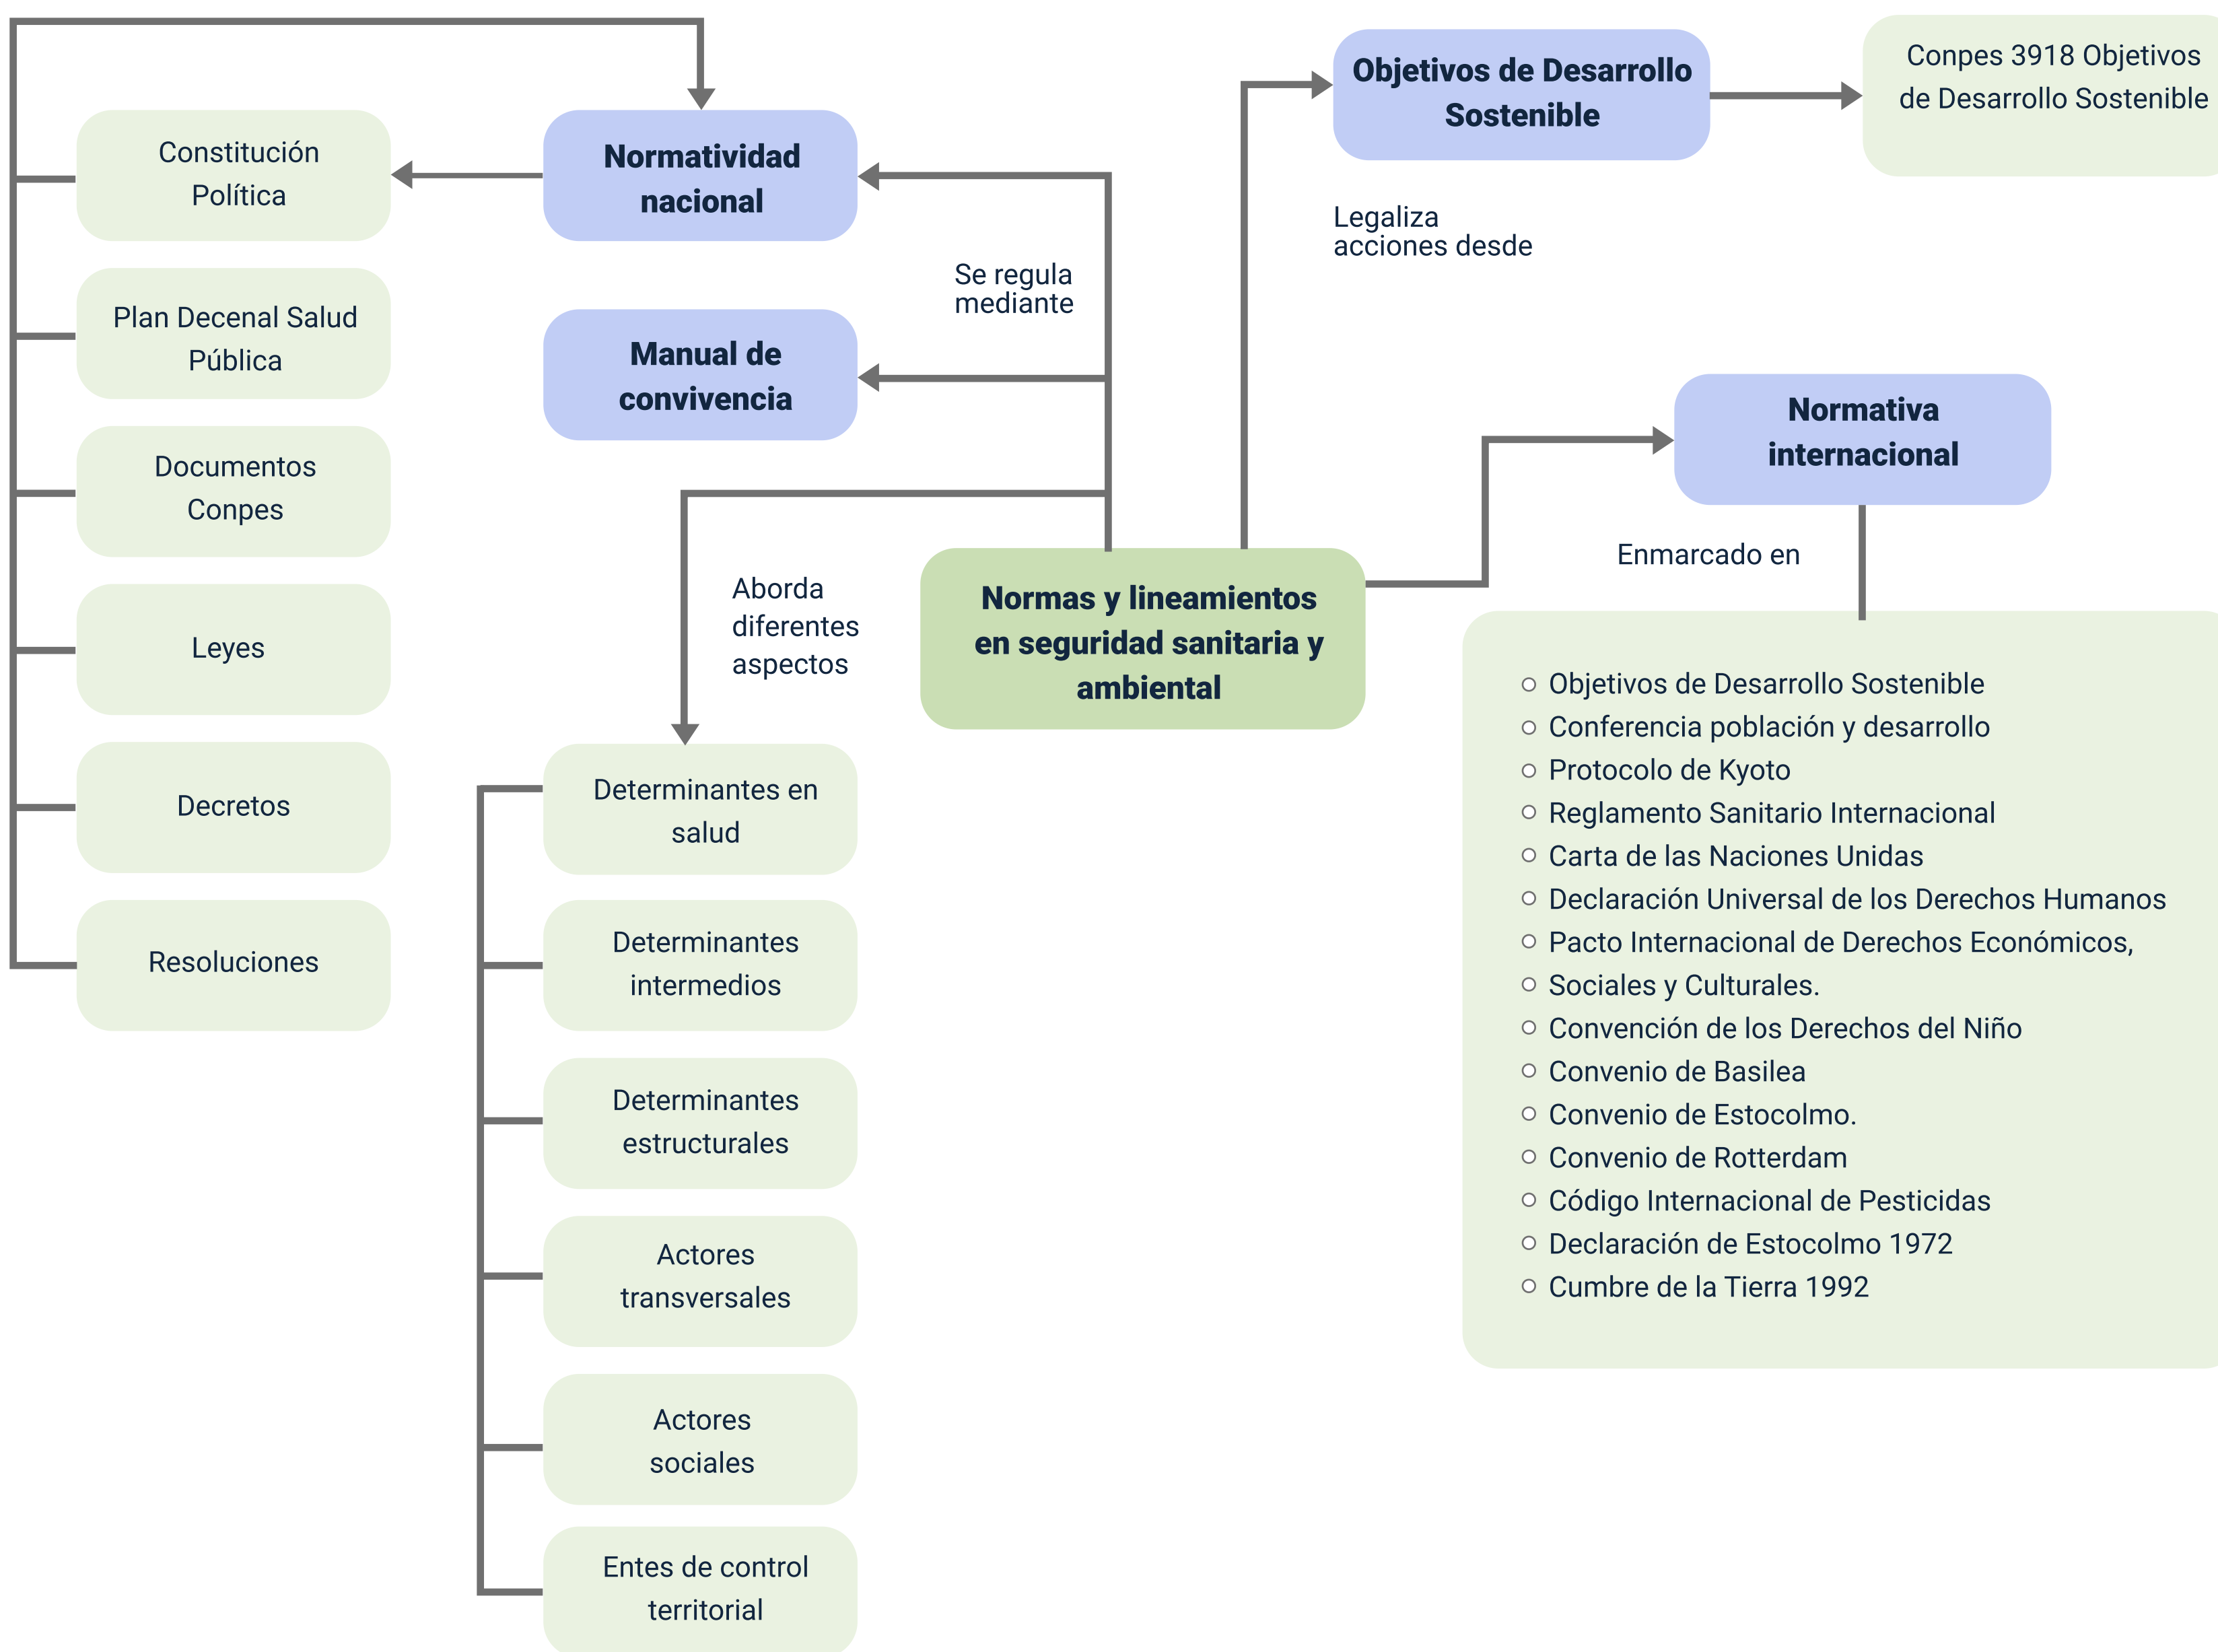 Objetivos de Desarrollo
Sostenible
Conpes 3918 Objetivos
de Desarrollo Sostenible
Constitución
Política
Normatividad
nacional
Legaliza
acciones desde
Se regula
mediante
Plan Decenal Salud
Pública
Manual de
convivencia
Normativa
internacional
Documentos
Conpes
Enmarcado en
Aborda
diferentes
aspectos
Normas y lineamientos
en seguridad sanitaria y
ambiental
Leyes
Decretos
Resoluciones
Determinantes en
salud
Determinantes
intermedios
Determinantes
estructurales
Actores
transversales
Actores
sociales
Entes de control
territorial
Objetivos de Desarrollo Sostenible
Conferencia población y desarrollo
Protocolo de Kyoto
Reglamento Sanitario Internacional
Carta de las Naciones Unidas
Declaración Universal de los Derechos Humanos
Pacto Internacional de Derechos Económicos,
Sociales y Culturales.
Convención de los Derechos del Niño
Convenio de Basilea
Convenio de Estocolmo.
Convenio de Rotterdam
Código Internacional de Pesticidas
Declaración de Estocolmo 1972
Cumbre de la Tierra 1992